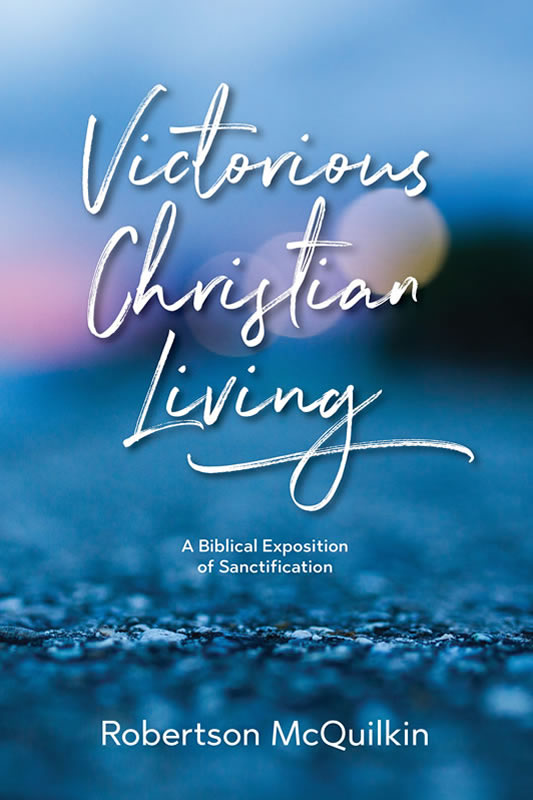 Victorious
Christian
Living
A Biblical Exposition
of Sanctification
Robertson McQuilkin